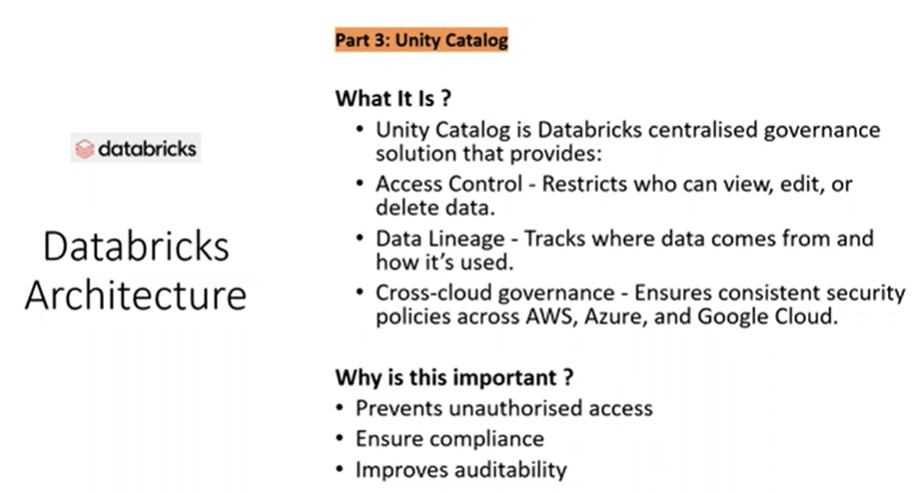 Part 3: Unity Catalog
What It Is ?
• Unity Catalog is Databricks centralised governance
solution that provides:
• Access Control - Restricts who can view, edit, or
delete data.
• Data Lineage - Tracks where data comes from and
how it's used.
• Cross-cloud governance - Ensures consistent security
policies across AWS, Azure, and Google Cloud.
Why is this important ?
• Prevents unauthorised access
• Ensure compliance
• Improves auditability
databricks
Databricks
Architecture